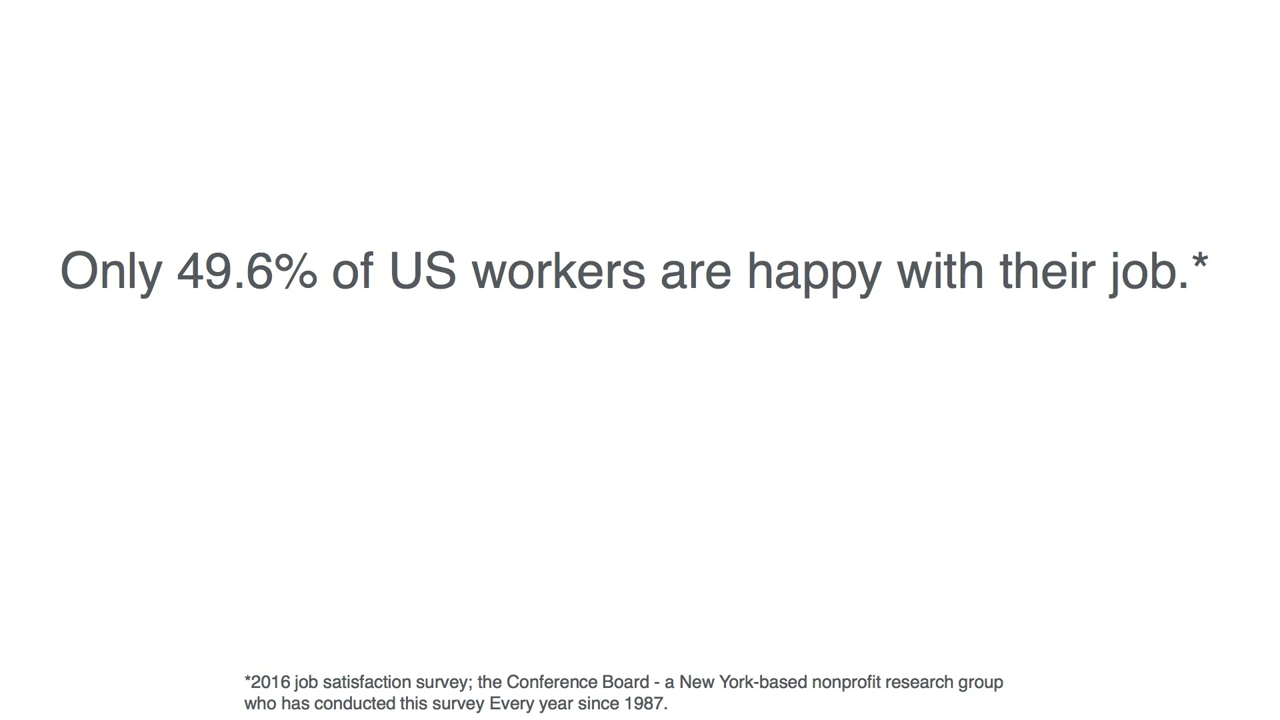 Only 49.6% of US workers are happy with their job.*
*2016 job satisfaction survey; the Conference Board - a New York-based nonprofit research group
who has conducted this survey Every year since 1987.